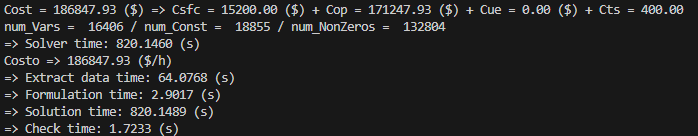 Cost = 186847.93 ($) => Csfc = 15200.00 ($) + Cop = 171247.93 ($) + Cue = 0.00 ($) + Cts = 400.00
num_Vars =  16406 / num_Const =  18855 / num_NonZeros =  132804
=> Solver time: 820.1460 (s)
Costo => 186847.93 ($/h)
=> Extract data time: 64.0768 (s)
=> Formulation time: 2.9017 (s)
=> Solution time: 820.1489 (s)
=> Check time: 1.7233 (s)